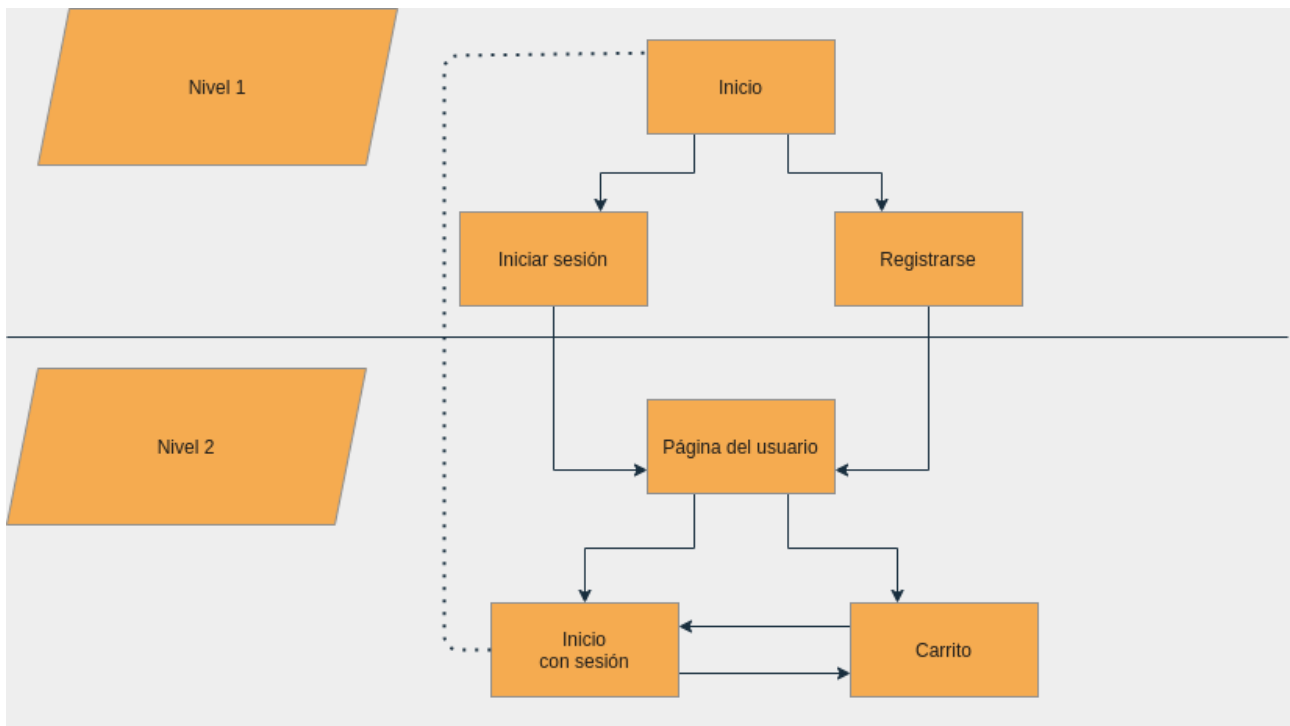 Nivel 1
Inicio
Iniciar sesión
Registrarse
Nivel 2
Página del usuario
Inicio
con sesión
Carrito